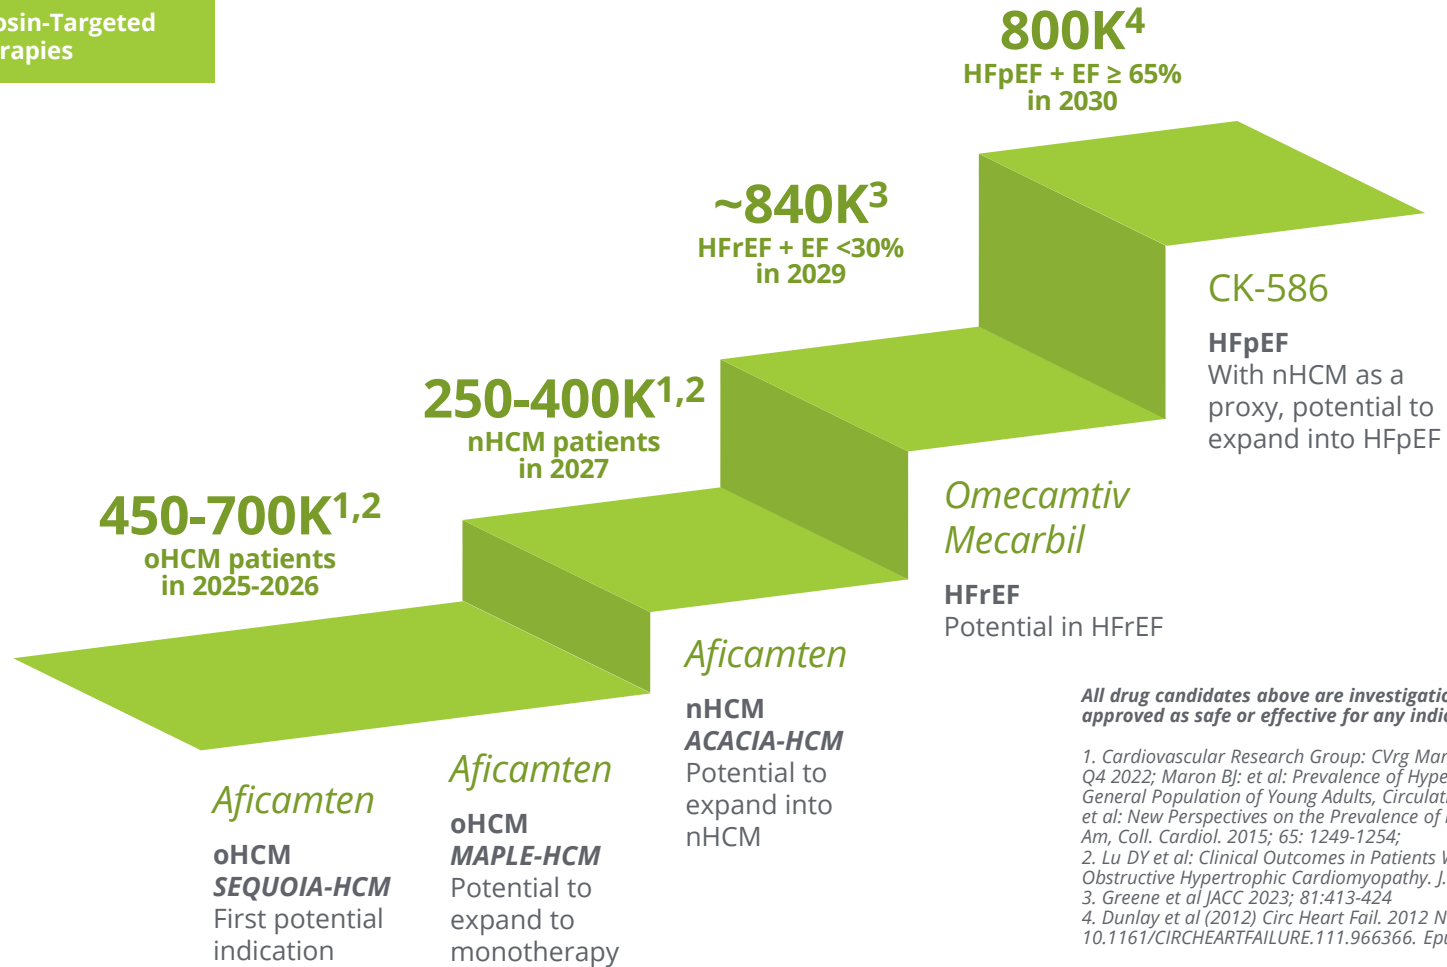 osin-Targeted
rapies
800K4
HFpEF + EF ≥ 65%
in 2030
~840K3
HFrEF + EF <30%
in 2029
250-400K1,2
nHCM patients
in 2027
450-700K1,2
oHCM patients
in 2025-2026
Aficamten
oHCM
SEQUOIA-HCM
First potential
indication
Aficamten
oHCM
MAPLE-HCM
Potential to
expand to
monotherapy
Aficamten
nHCM
ACACIA-HCM
Potential to
expand into
nHCM
Omecamtiv
Mecarbil
HFrEF
Potential in HFrEF
CK-586
HFpEF
With nHCM as a
proxy, potential to
expand into HFpEF
All drug candidates above are investigatio
approved as safe or effective for any indic
1. Cardiovascular Research Group: CVrg Mar
Q4 2022; Maron BJ: et al: Prevalence of Hype
General Population of Young Adults, Circulati
et al: New Perspectives on the Prevalence of
Am, Coll. Cardiol. 2015; 65: 1249-1254;
2. Lu DY et al: Clinical Outcomes in Patients W
Obstructive Hypertrophic Cardiomyopathy. J.
3. Greene et al JACC 2023; 81:413-424
4. Dunlay et al (2012) Circ Heart Fail. 2012 N
10.1161/CIRCHEARTFAILURE.111.966366. Epu